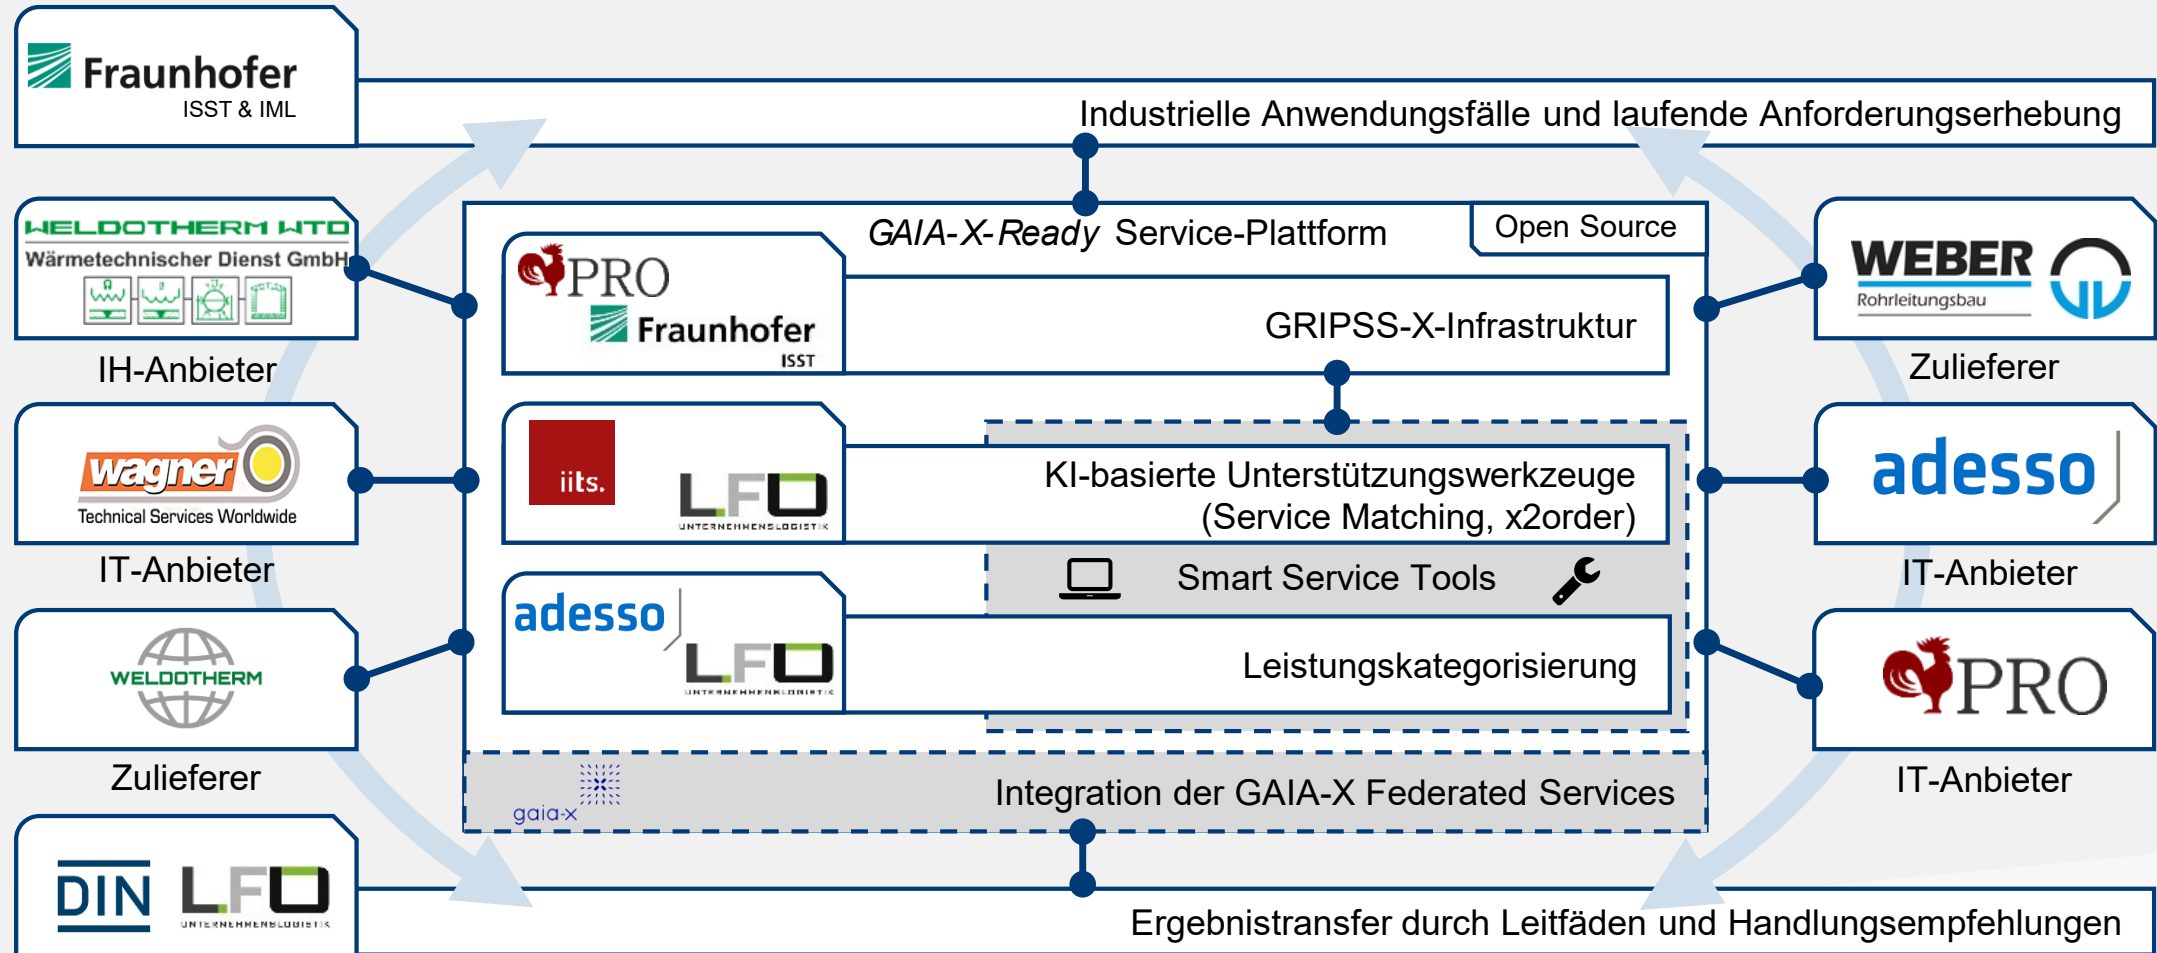 Fraunhofer
ISST & IML
Industrielle Anwendungsfälle und laufende Anforderungserhebung
WELDOTHERM WTD
Wärmetechnischer Dienst GmbH
IH-Anbieter
wagner
Technical Services Worldwide
IT-Anbieter
WELDOTHERM
Zulieferer
GAIA-X-Ready Service-Plattform
Open Source
PRO
Fraunhofer
ISST
GRIPSS-X-Infrastruktur
iits.
LFO
UNTERNEHMENSLOGISTIK
KI-basierte Unterstützungswerkzeuge
(Service Matching, x2order)
Smart Service Tools
adesso
LFO
UNTERNEHMENSLOGISTIK
Leistungskategorisierung
gaia-x
Integration der GAIA-X Federated Services
WEBER
Rohrleitungsbau
Zulieferer
adesso
IT-Anbieter
PRO
IT-Anbieter
DIN
LFO
UNTERNEHMENSLOGISTIK
Ergebnistransfer durch Leitfäden und Handlungsempfehlungen